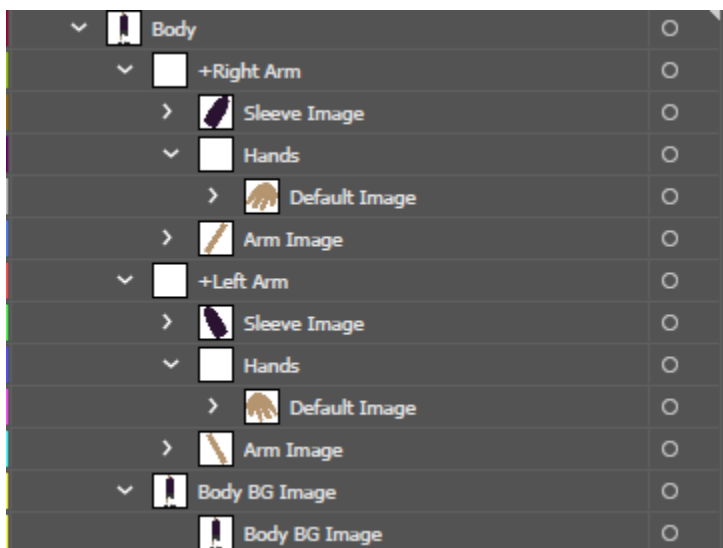 Body
+Right Arm
Sleeve Image
Hands
Default Image
Arm Image
+Left Arm
Sleeve Image
Hands
Default Image
Arm Image
Body BG Image
Body BG Image